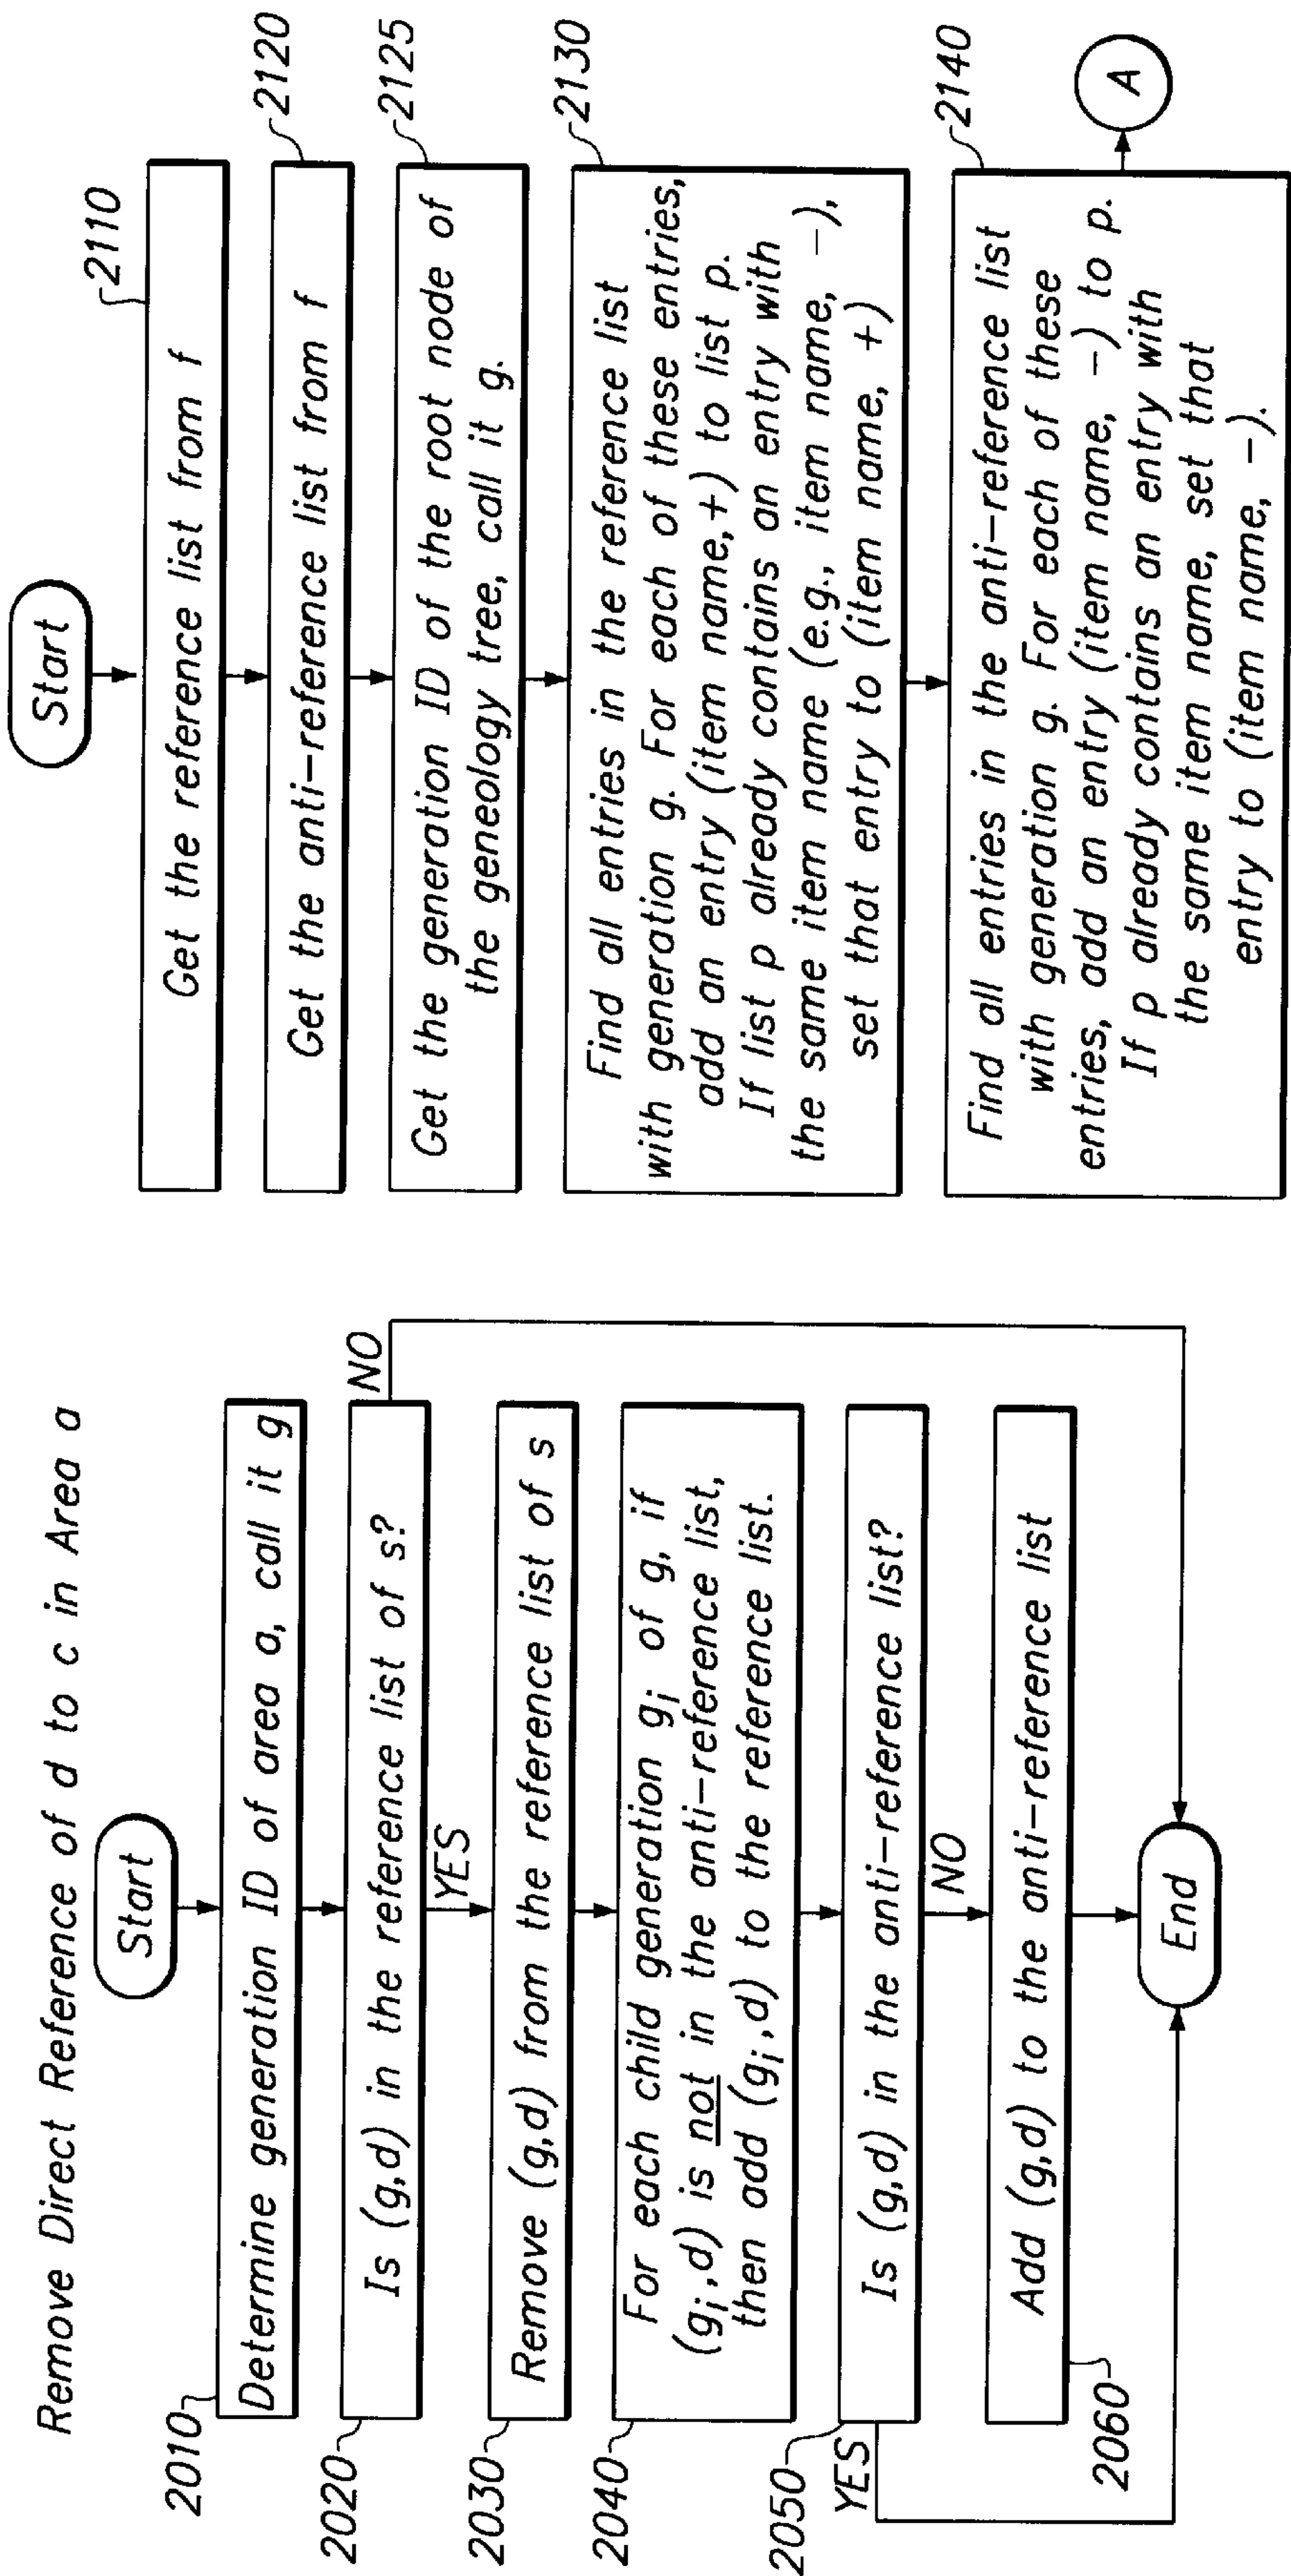 Remove Direct Reference of d to c in Area a
Start
2010
Determine generation ID of area a, call it g
2020
Is (g,d) in the reference list of s?
NO
YES
2030
Remove (g,d) from the reference list of s
2040
For each child generation gi of g, if
(gi,d) is not in the anti-reference list,
then add (gi,d) to the reference list.
2050
Is (g,d) in the anti-reference list?
YES
NO
2060
Add (g,d) to the anti-reference list
End
Start
2110
Get the reference list from f
2120
Get the anti-reference list from f
2125
Get the generation ID of the root node of
the geneology tree, call it g.
2130
Find all entries in the reference list
with generation g. For each of these entries,
add an entry (item name,+) to list p.
If list p already contains an entry with
the same item name (e.g., item name, -),
set that entry to (item name, +)
2140
Find all entries in the anti-reference list
with generation g. For each of these
entries, add an entry (item name, -) to p.
If p already contains an entry with
the same item name, set that
entry to (item name, -).
A